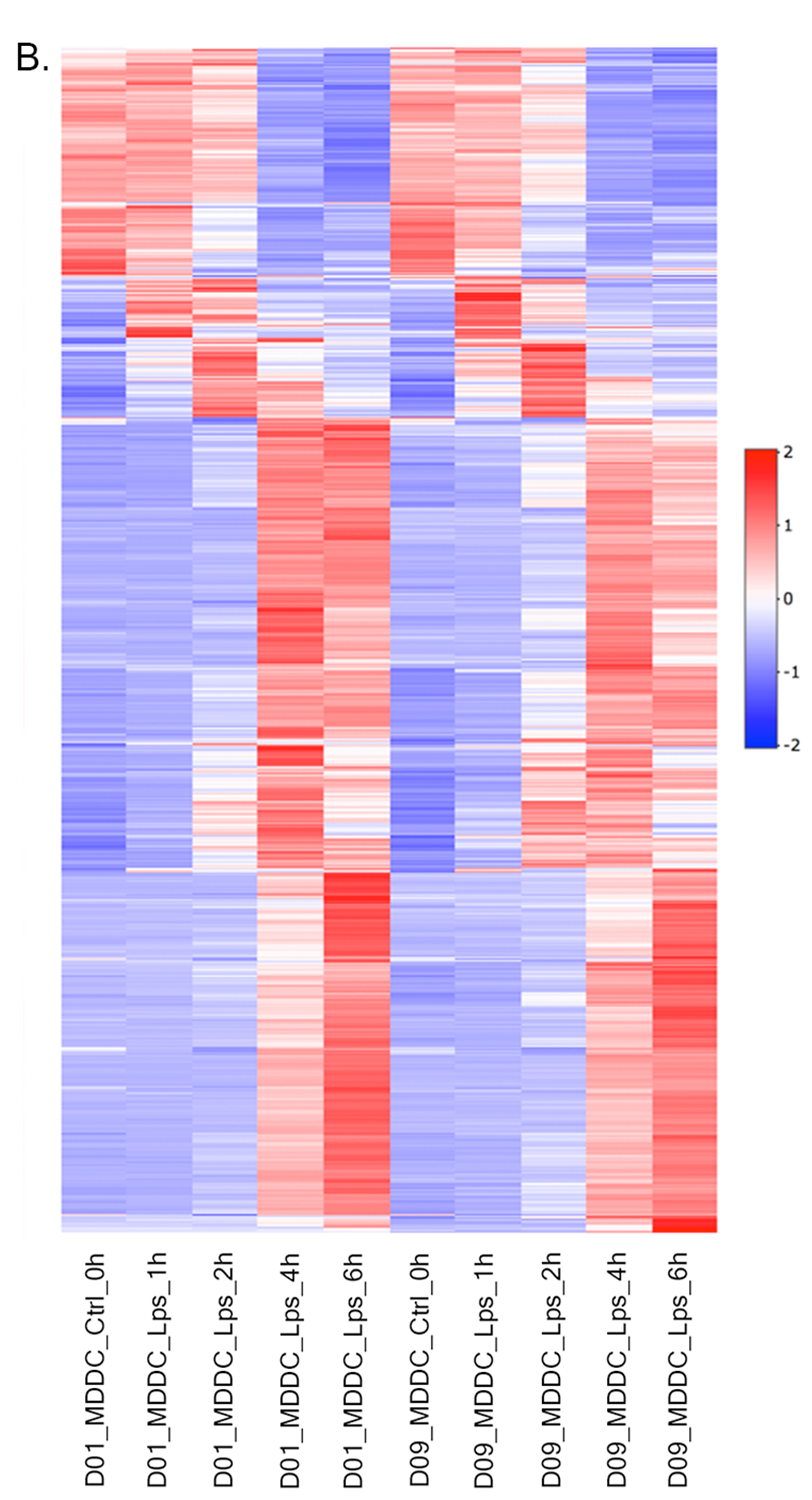 B.
2
1
0
-1
-2
D01_MDDC_Ctrl_0h
D01_MDDC_Lps_1h
D01_MDDC_Lps_2h
D01_MDDC_Lps_4h
D01_MDDC_Lps_6h
D09_MDDC_Ctrl_0h
D09_MDDC_Lps_1h
D09_MDDC_Lps_2h
D09_MDDC_Lps_4h
D09_MDDC_Lps_6h